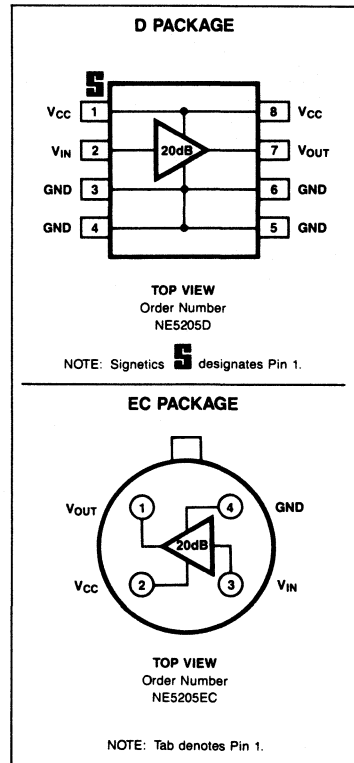 D PACKAGE
S
VCC 1 8 VCC
VIN 2 20dB 7 VOUT
GND 3 6 GND
GND 4 5 GND
TOP VIEW
Order Number
NE5205D
NOTE: Signetics S designates Pin 1.
EC PACKAGE
VOUT 1 4 GND
20dB
VCC 2 3 VIN
TOP VIEW
Order Number
NE5205EC
NOTE: Tab denotes Pin 1.